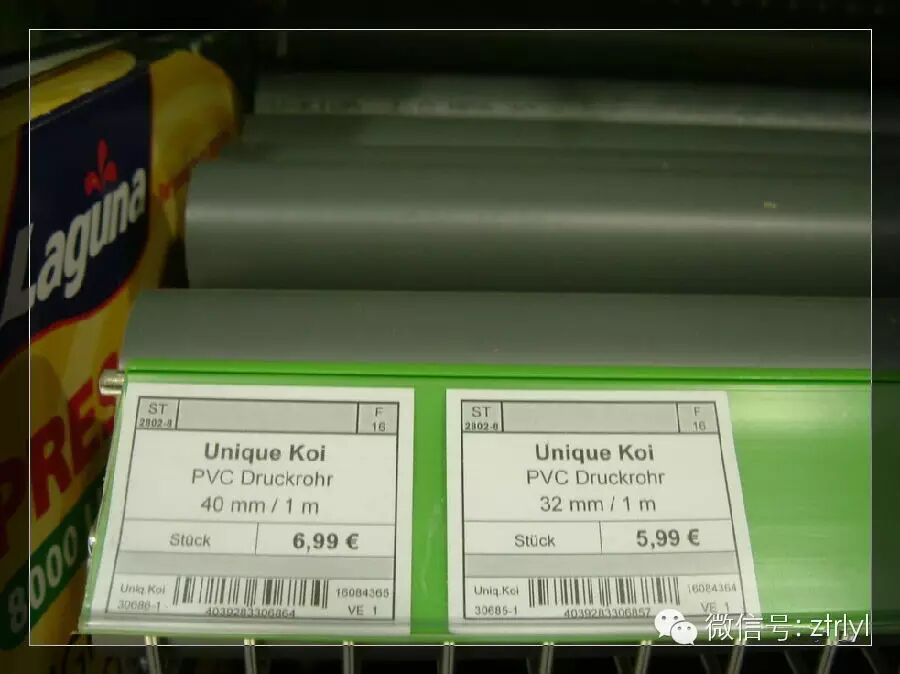 Laguna
PRES
8000
ST
2802-8
F
16
Unique Koi
PVC Druckrohr
40 mm / 1 m
Stück
6,99 €
Uniq.Koi
30686-1
4039283306864
16084365
VE 1
ST
2802-8
F
16
Unique Koi
PVC Druckrohr
32 mm / 1 m
Stück
5,99 €
Uniq.Koi
30685-1
4039283306857
16084364
VE 1
微信号: ztrlyl